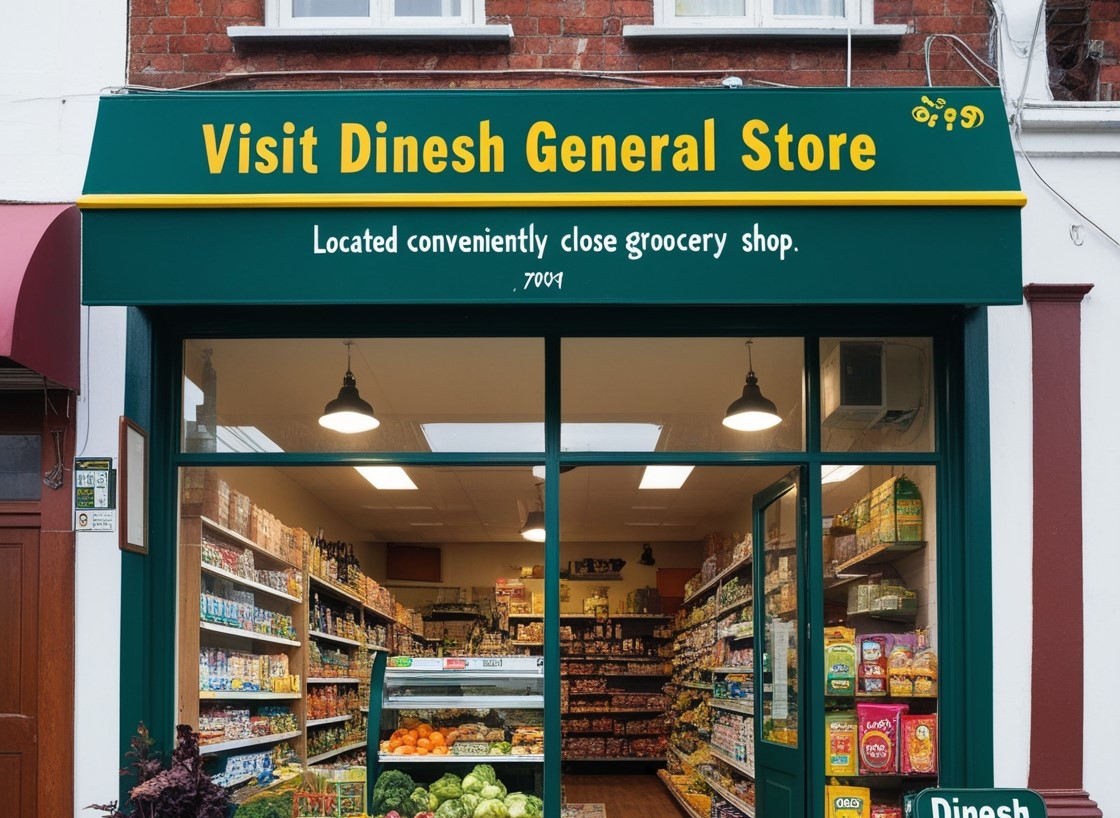 Visit Dinesh General Store
Located conveniently close groocery shop.
Dinesh